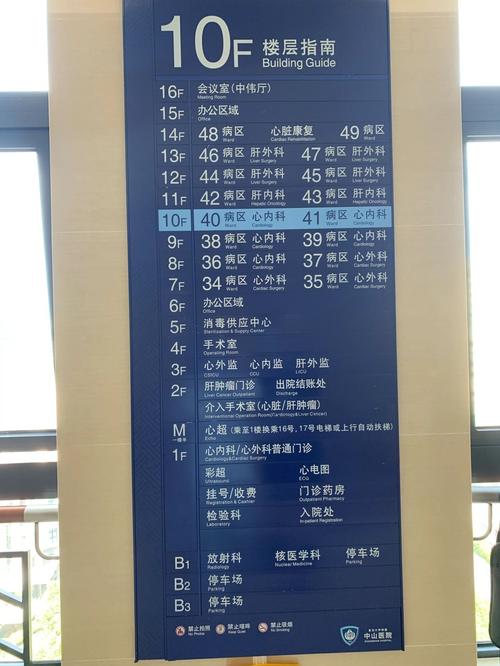 10F 楼层指南
Building Guide
16F 会议室(中伟厅)
Meeting Room
15F 办公区域
Office
14F 48 病区 心脏康复 49 病区
Ward Cardiac Rehabilitation Ward
13F 46 病区 肝外科 47 病区 肝外科
Ward Liver Surgery Ward Liver Surgery
12F 44 病区 肝外科 45 病区 肝外科
Ward Liver Surgery Ward Liver Surgery
11F 42 病区 肝内科 43 病区 肝内科
Ward Hepatic Oncology Ward Hepatic Oncology
10F 40 病区 心内科 41 病区 心内科
Ward Cardiology Ward Cardiology
9F 38 病区 心内科 39 病区 心内科
Ward Cardiology Ward Cardiology
8F 36 病区 心内科 37 病区 心外科
Ward Cardiology Ward Cardiac Surgery
7F 34 病区 心外科 35 病区 心外科
Ward Cardiac Surgery Ward Cardiac Surgery
6F 办公区域
Office
5F 消毒供应中心
Sterilization & Supply Center
4F 手术室
Operating Room
3F 心外监 心内监 肝外监
CSICU CCU LICU
2F 肝肿瘤门诊 出院结账处
Liver Cancer Outpatient Discharge
介入手术室(心脏/肝肿瘤)
Interventional Operation Room(Cardiology&Liver Cancer)
M 心超(乘至1楼换乘16号,17号电梯或上行自动扶梯)
一楼半 Echo
1F 心内科/心外科普通门诊
Cardiology&Cardiac Surgery
彩超 心电图
Ultrasound ECG
挂号/收费 门诊药房
Registration & Cashier Outpatient Pharmacy
检验科 入院处
Laboratory In-patient Registration
B1 放射科 核医学科 停车场
Radiology Nuclear Medicine Parking
B2 停车场
Parking
B3 停车场
Parking
禁止拍照 禁止喧哗 禁止吸烟
No Photos Keep Quiet No Smoking
复旦大学附属
中山医院
ZHONGSHAN HOSPITAL